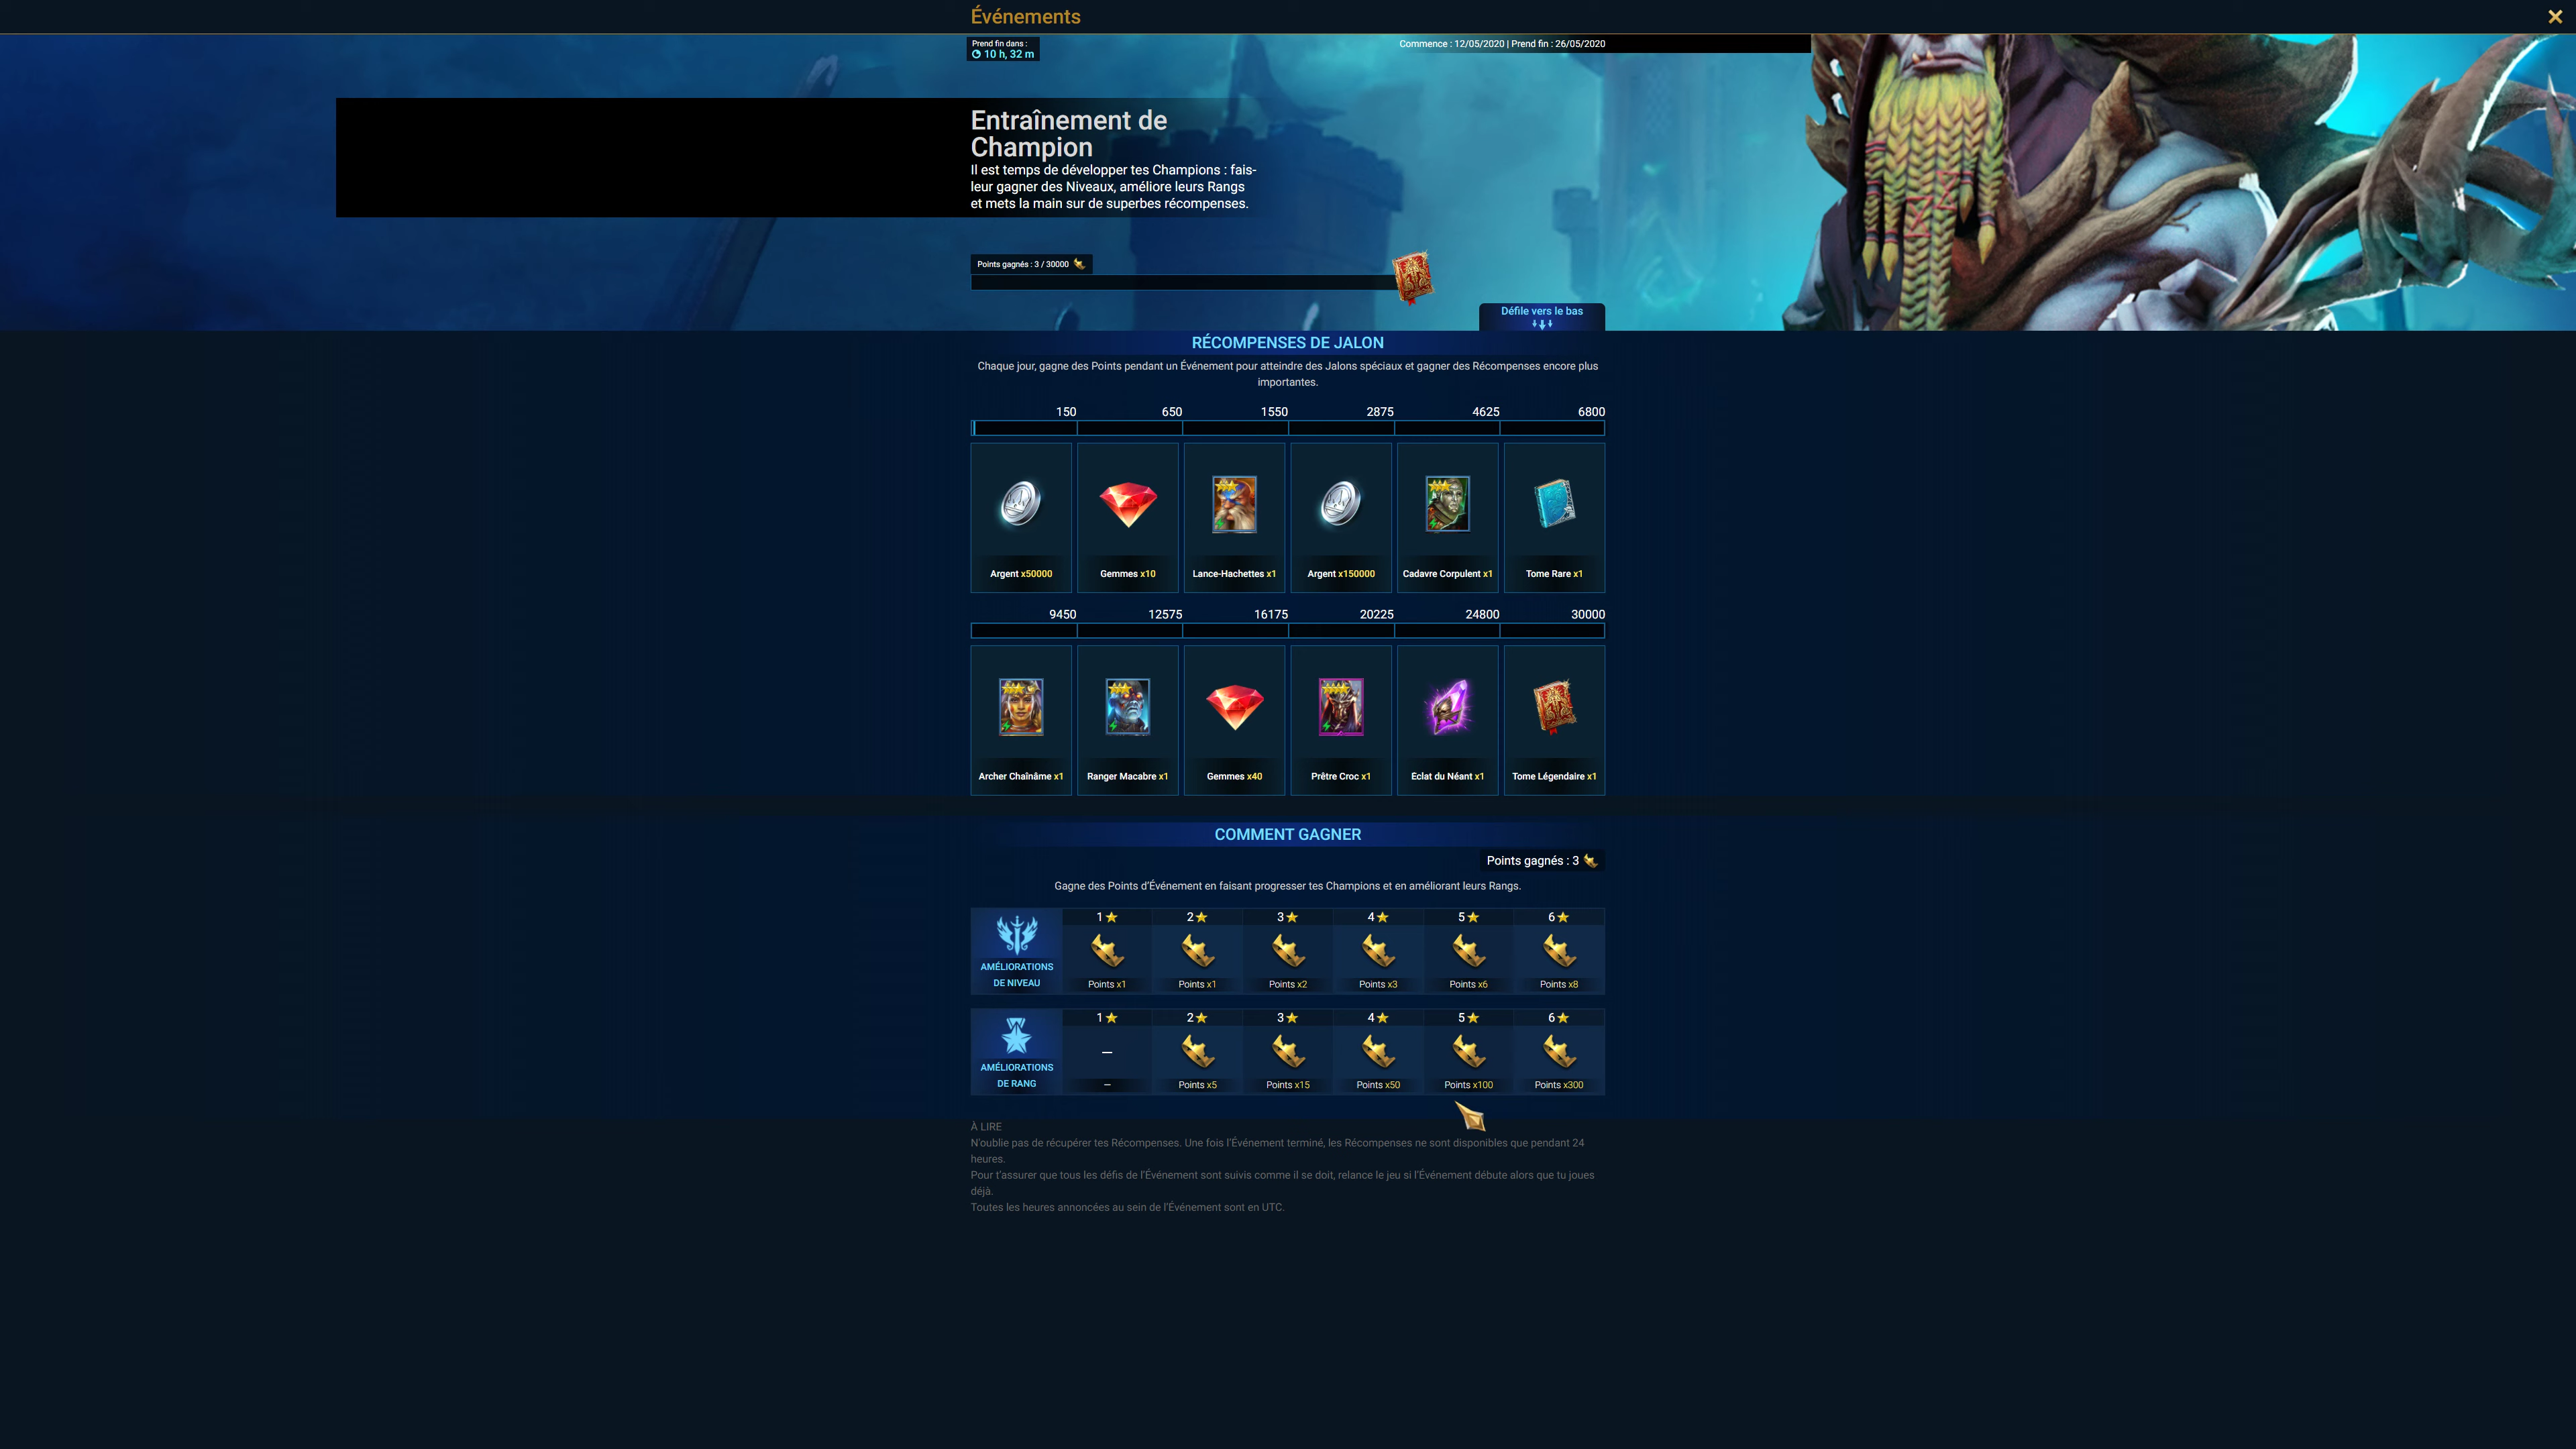 Événements
Prend fin dans :
10 h, 32 m
Commence : 12/05/2020 | Prend fin : 26/05/2020
Entraînement de
Champion
Il est temps de développer tes Champions : fais-
leur gagner des Niveaux, améliore leurs Rangs
et mets la main sur de superbes récompenses.
Points gagnés : 3 / 30000
Défile vers le bas
RÉCOMPENSES DE JALON
Chaque jour, gagne des Points pendant un Événement pour atteindre des Jalons spéciaux et gagner des Récompenses encore plus
importantes.
150 650 1550 2875 4625 6800
Argent x50000 Gemmes x10 Lance-Hachettes x1 Argent x150000 Cadavre Corpulent x1 Tome Rare x1
9450 12575 16175 20225 24800 30000
Archer Chaînâme x1 Ranger Macabre x1 Gemmes x40 Prêtre Croc x1 Eclat du Néant x1 Tome Légendaire x1
COMMENT GAGNER
Points gagnés : 3
Gagne des Points d'Événement en faisant progresser tes Champions et en améliorant leurs Rangs.
1 2 3 4 5 6
AMÉLIORATIONS
DE NIVEAU
Points x1 Points x1 Points x2 Points x3 Points x6 Points x8
1 2 3 4 5 6
–
AMÉLIORATIONS
DE RANG
– Points x5 Points x15 Points x50 Points x100 Points x300
À LIRE
N'oublie pas de récupérer tes Récompenses. Une fois l'Événement terminé, les Récompenses ne sont disponibles que pendant 24
heures.
Pour t'assurer que tous les défis de l'Événement sont suivis comme il se doit, relance le jeu si l'Événement débute alors que tu joues
déjà.
Toutes les heures annoncées au sein de l'Événement sont en UTC.